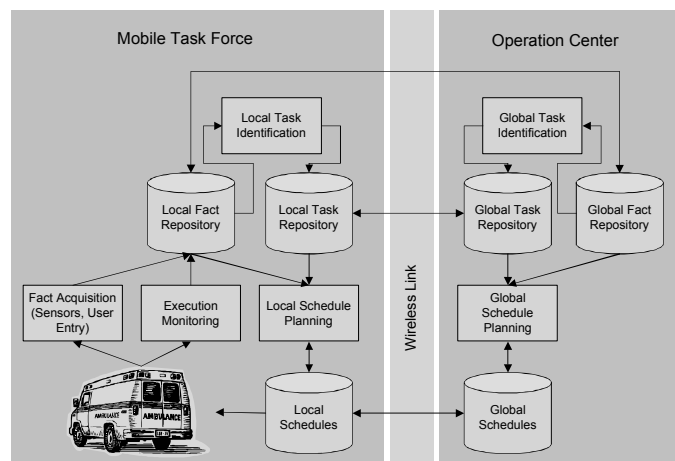 Mobile Task Force
Operation Center
Local Task
Identification
Global Task
Identification
Local Fact
Repository
Local Task
Repository
Global Task
Repository
Global Fact
Repository
Wireless Link
Fact Acquisition
(Sensors, User
Entry)
Execution
Monitoring
Local Schedule
Planning
Global
Schedule
Planning
AMBULANCE
AMBULANCE
Local
Schedules
Global
Schedules